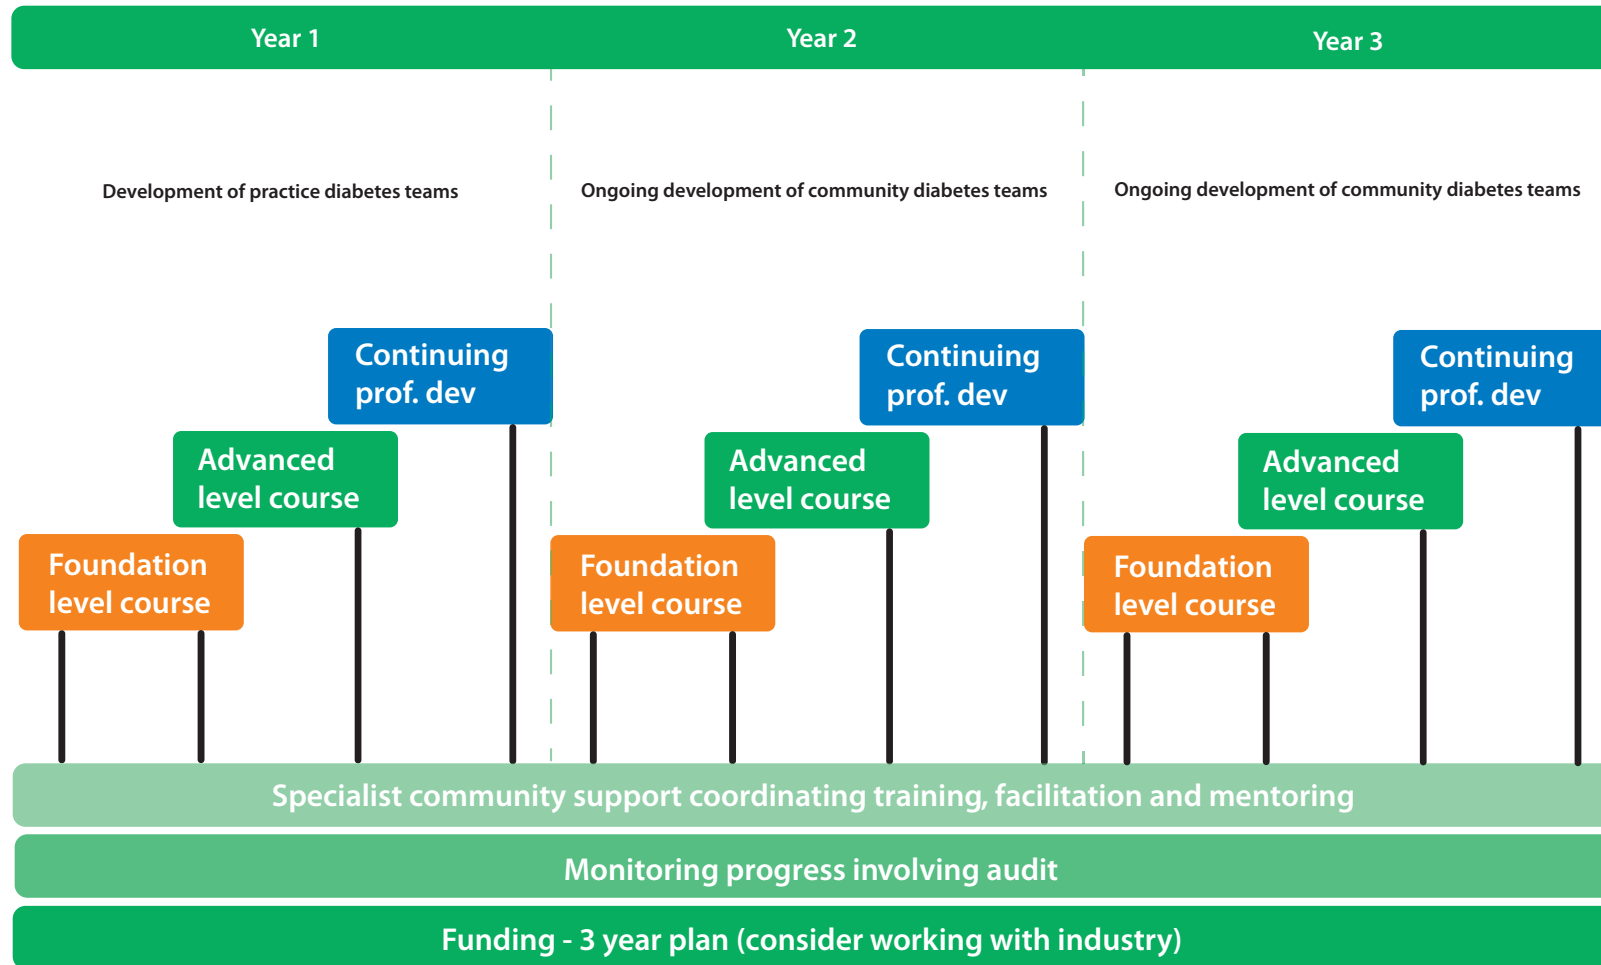 Year 1
Year 2
Year 3
Development of practice diabetes teams
Ongoing development of community diabetes teams
Ongoing development of community diabetes teams
Continuing
prof. dev
Advanced
level course
Foundation
level course
Continuing
prof. dev
Advanced
level course
Foundation
level course
Continuing
prof. dev
Advanced
level course
Foundation
level course
Specialist community support coordinating training, facilitation and mentoring
Monitoring progress involving audit
Funding - 3 year plan (consider working with industry)